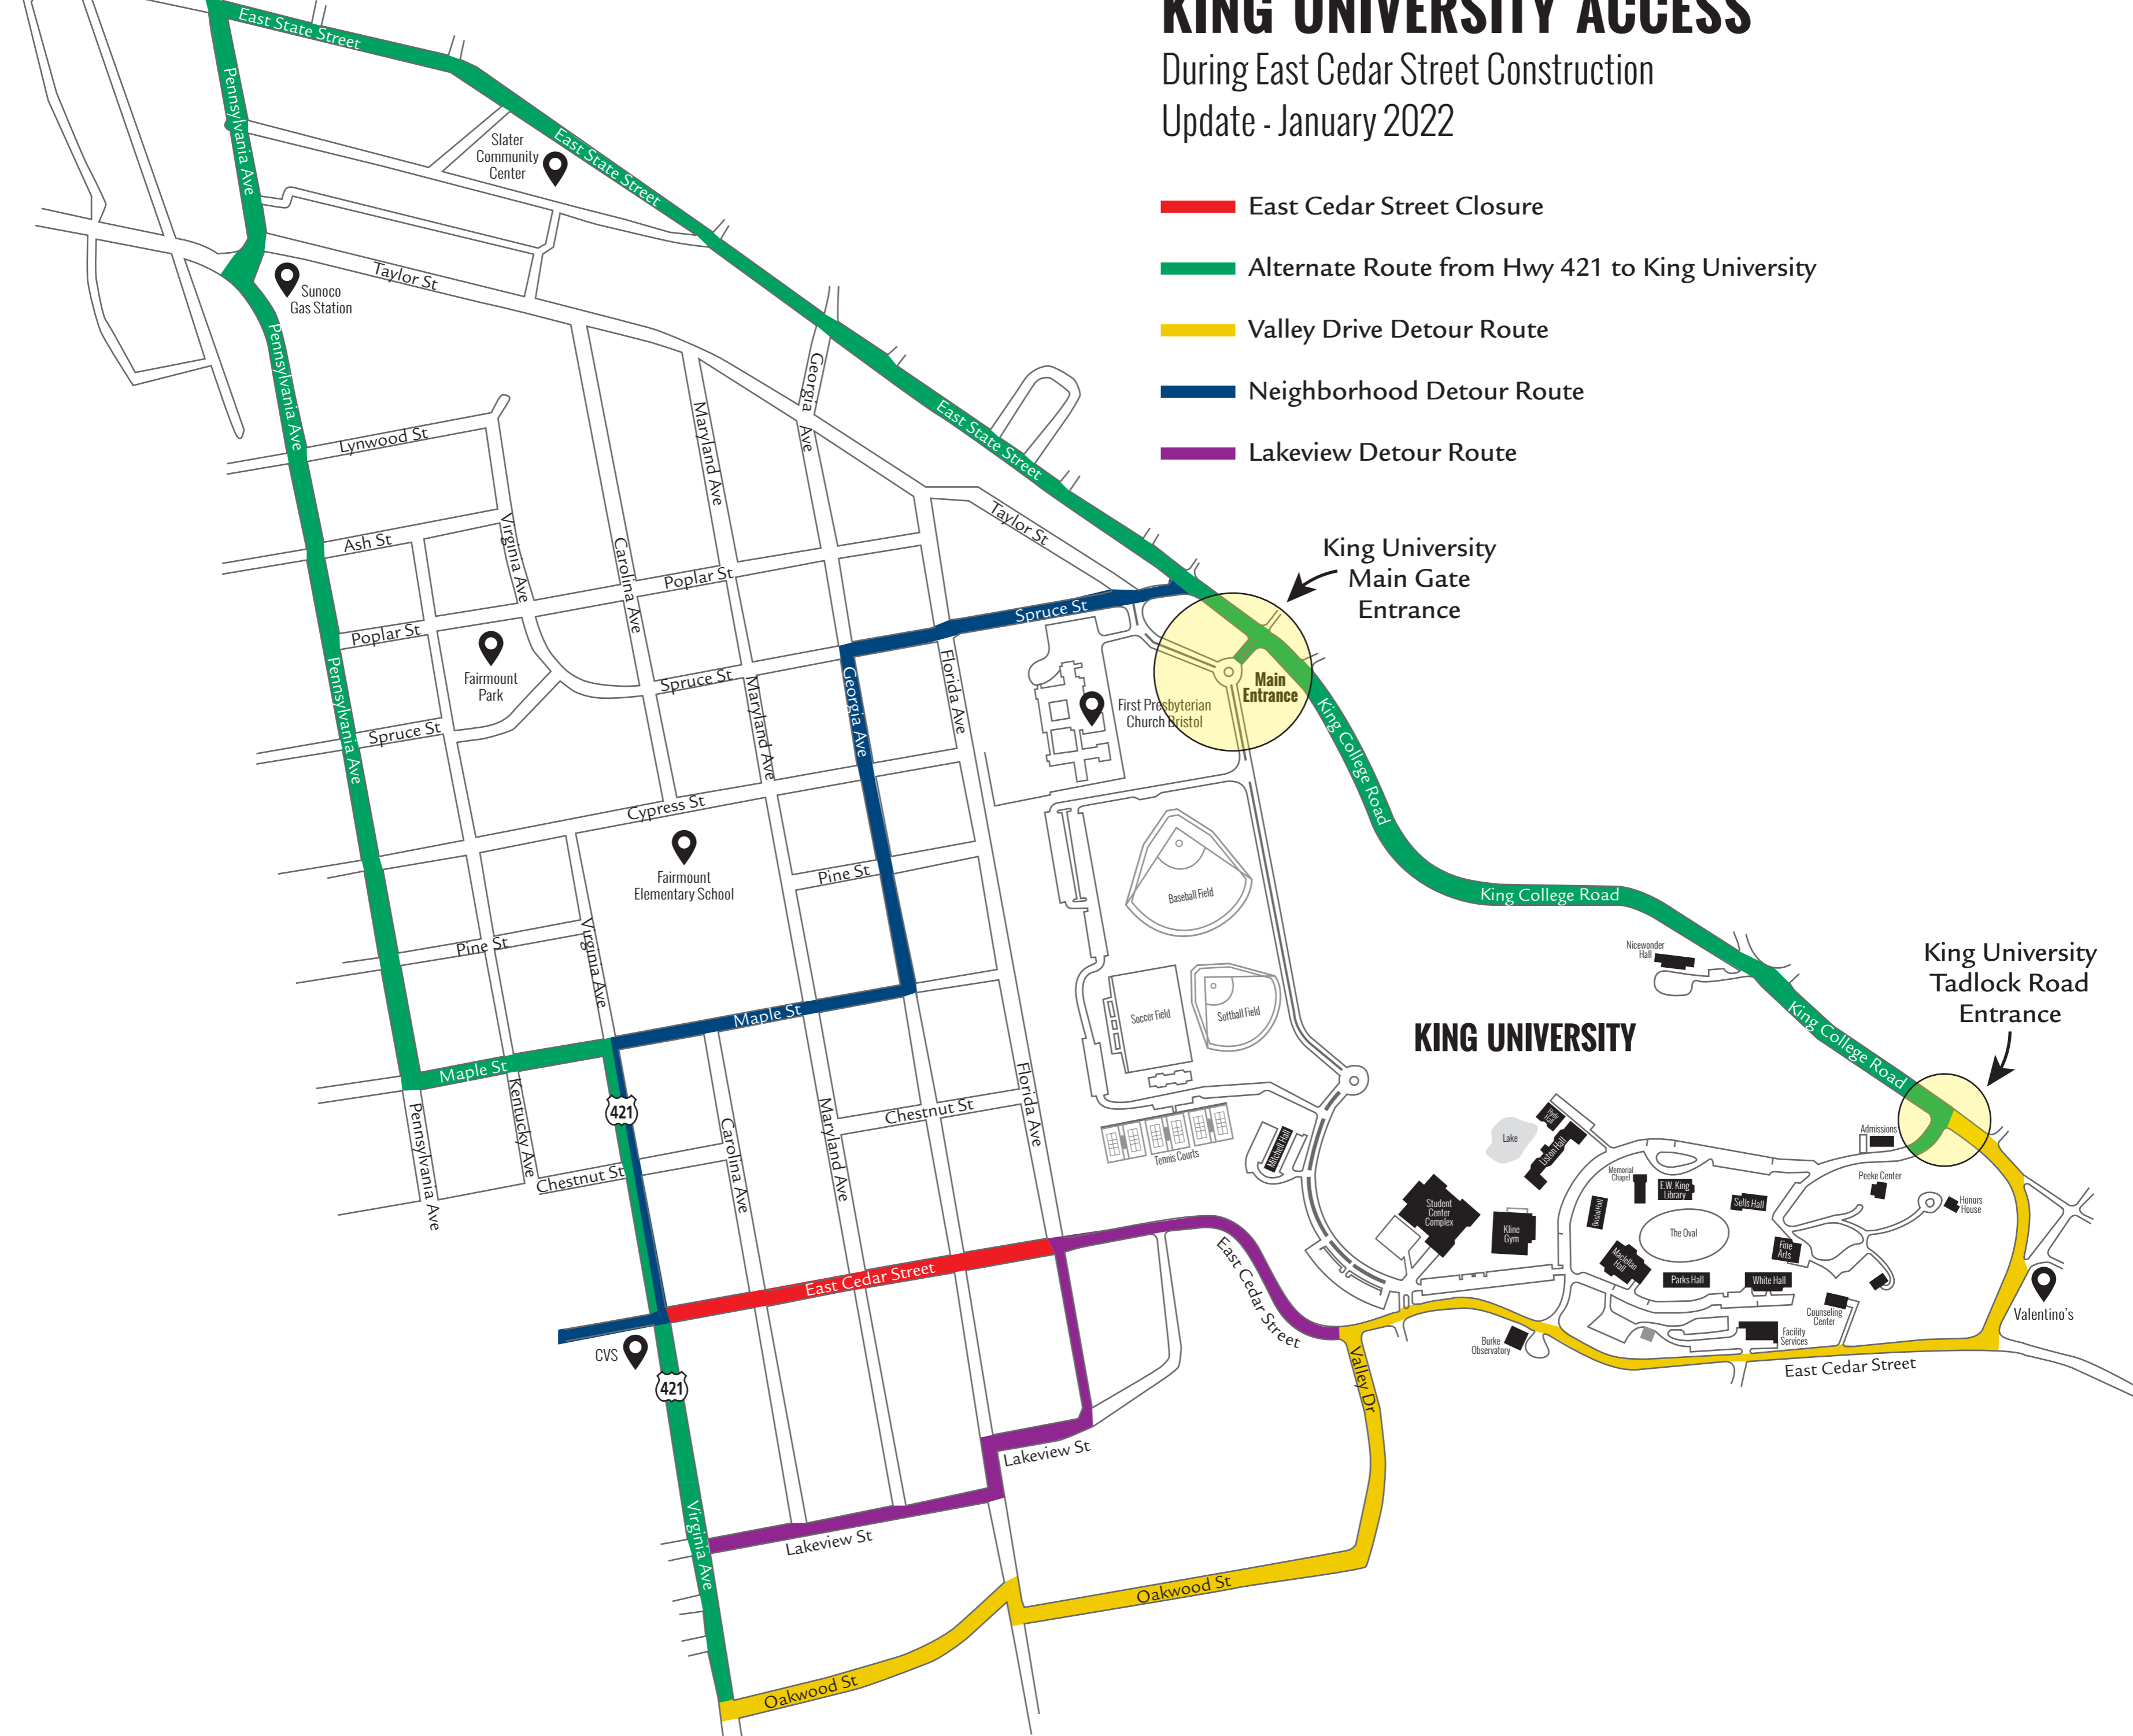 KING UNIVERSITY ACCESS
During East Cedar Street Construction
Update - January 2022
East Cedar Street Closure
Alternate Route from Hwy 421 to King University
Valley Drive Detour Route
Neighborhood Detour Route
Lakeview Detour Route
East State Street
Pennsylvania Ave
Slater
Community
Center
East State Street
Taylor St
Sunoco
Gas Station
Pennsylvania Ave
Georgia Ave
Lynwood St
Maryland Ave
East State Street
Taylor St
Ash St
Virginia Ave
Carolina Ave
Poplar St
King University
Main Gate
Entrance
Spruce St
Poplar St
Fairmount
Park
Pennsylvania Ave
Spruce St
Maryland Ave
Georgia Ave
Florida Ave
Main
Entrance
First Presbyterian
Church Bristol
King College Road
Spruce St
Cypress St
Fairmount
Elementary School
Pine St
Baseball Field
King College Road
Pine St
Virginia Ave
Nicewonder
Hall
King University
Tadlock Road
Entrance
Maple St
Soccer Field
Softball Field
KING UNIVERSITY
King College Road
Maple St
Kentucky Ave
421
Pennsylvania Ave
Carolina Ave
Maryland Ave
Chestnut St
Florida Ave
Tennis Courts
Mitchell Hall
Lake
Hyde
Park
Liston Hall
Admissions
Chestnut St
Memorial
Chapel
E.W. King
Library
Sells Hall
Peeke Center
Honors
House
Student
Center
Complex
Kline
Gym
Bristol Hall
The Oval
Maclellan
Hall
Fine
Arts
Parks Hall
White Hall
Counseling
Center
Facility
Services
Valentino's
East Cedar Street
East Cedar Street
CVS
Burke
Observatory
East Cedar Street
421
Valley Dr
Lakeview St
Virginia Ave
Lakeview St
Oakwood St
Oakwood St